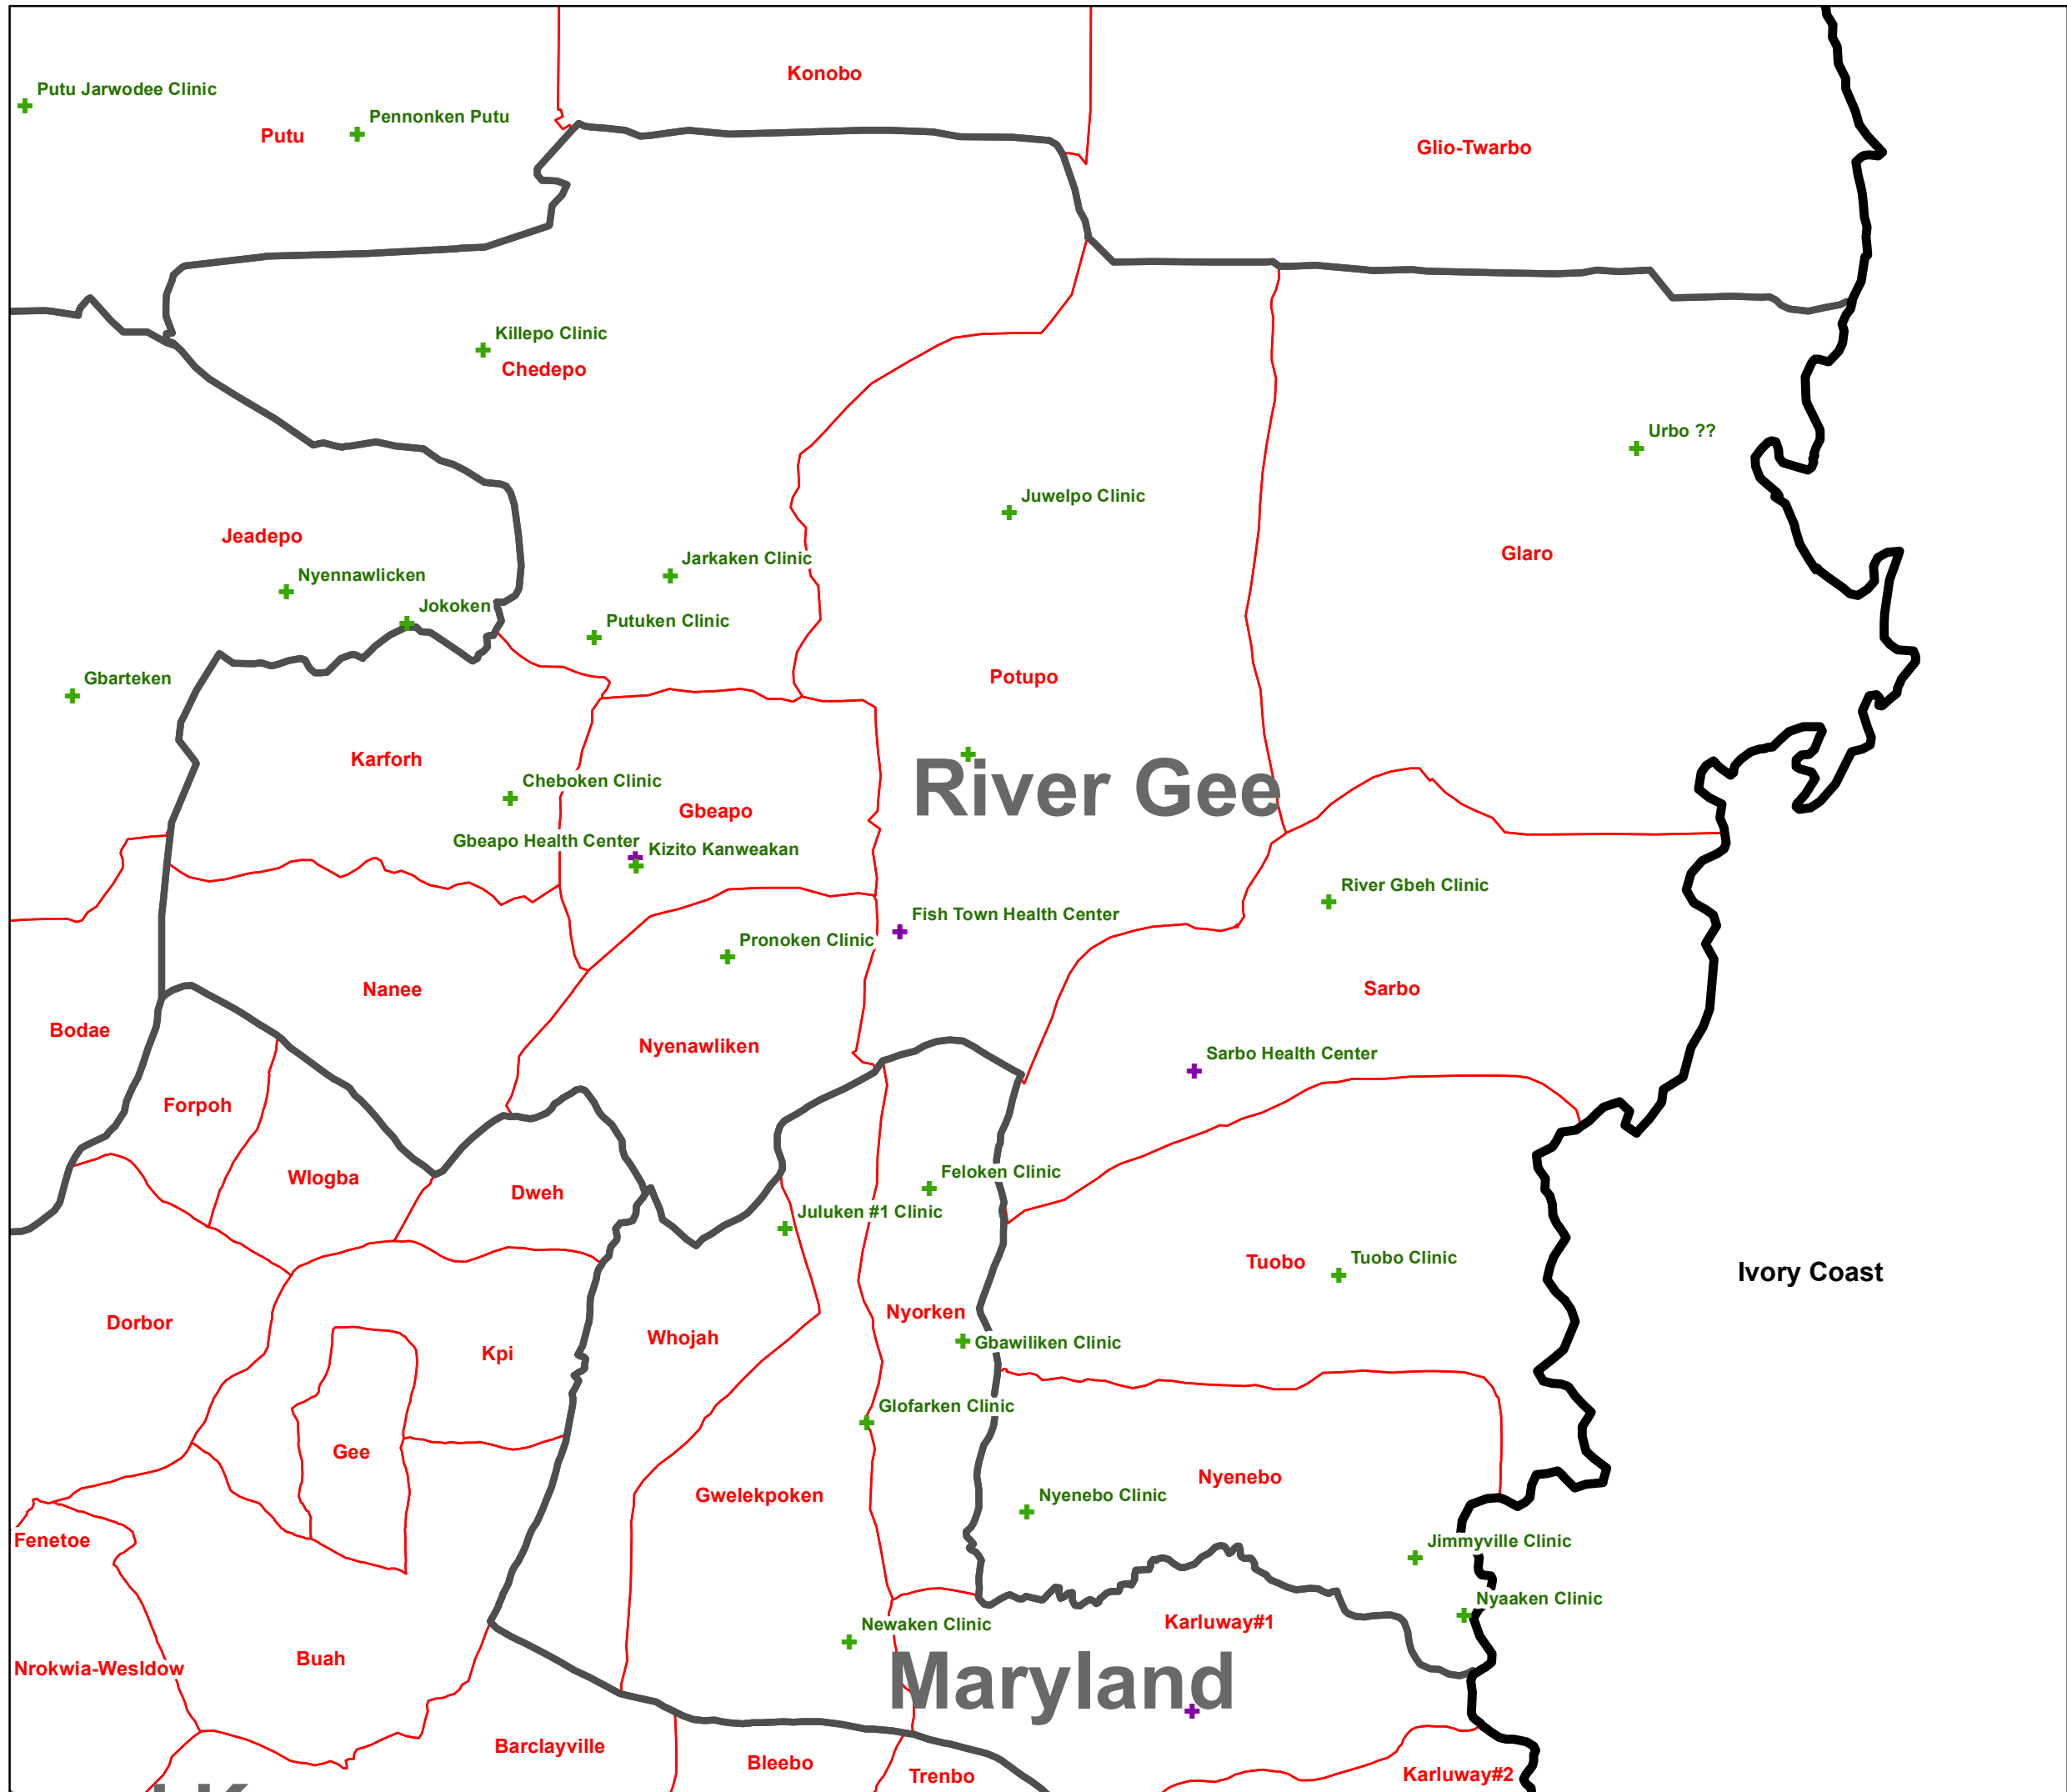 Konobo
Putu Jarwodee Clinic
Pennonken Putu
Putu
Glio-Twarbo
Killepo Clinic
Chedepo
Urbo ??
Juwelpo Clinic
Jeadepo
Glaro
Jarkaken Clinic
Nyennawlicken
Jokoken
Putuken Clinic
Gbarteken
Potupo
Karforh
River Gee
Cheboken Clinic
Gbeapo
Gbeapo Health Center
Kizito Kanweakan
River Gbeh Clinic
Fish Town Health Center
Pronoken Clinic
Nanee
Sarbo
Bodae
Nyenawliken
Sarbo Health Center
Forpoh
Feloken Clinic
Wlogba
Dweh
Juluken #1 Clinic
Tuobo
Tuobo Clinic
Ivory Coast
Nyorken
Dorbor
Whojah
Gbawiliken Clinic
Kpi
Glofarken Clinic
Gee
Nyenebo
Gwelekpoken
Nyenebo Clinic
Fenetoe
Jimmyville Clinic
Nyaaken Clinic
Newaken Clinic
Karluway#1
Buah
Nrokwia-Wesldow
Maryland
Barclayville
Bleebo
Trenbo
Karluway#2